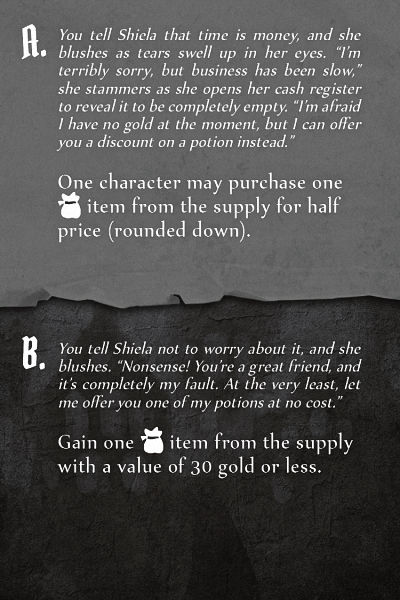 A.
You tell Shiela that time is money, and she
blushes as tears swell up in her eyes. “I’m
terribly sorry, but business has been slow,”
she stammers as she opens her cash register
to reveal it to be completely empty. “I’m afraid
I have no gold at the moment, but I can offer
you a discount on a potion instead.”
One character may purchase one
item from the supply for half
price (rounded down).
B.
You tell Shiela not to worry about it, and she
blushes. “Nonsense! You’re a great friend, and
it’s completely my fault. At the very least, let
me offer you one of my potions at no cost.”
Gain one item from the supply
with a value of 30 gold or less.